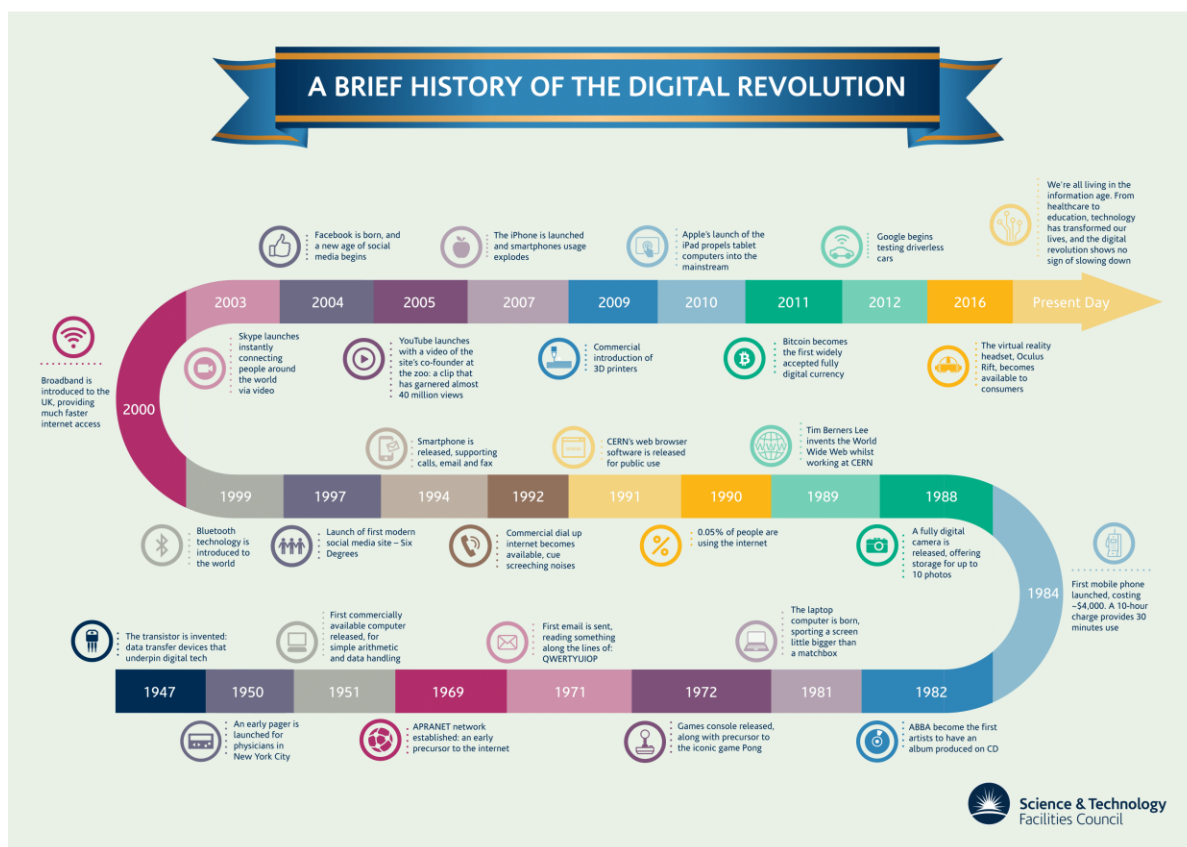 A BRIEF HISTORY OF THE DIGITAL REVOLUTION
We're all living in the
information age. From
healthcare to
education, technology
has transformed our
lives, and the digital
revolution shows no
sign of slowing down
Facebook is born, and
a new age of social
media begins
The iPhone is launched
and smartphones usage
explodes
Apple's launch of the
iPad propels tablet
computers into the
mainstream
Google begins
testing driverless
cars
2003
2004
2005
2007
2009
2010
2011
2012
2016
Present Day
Skype launches
instantly
connecting
people around
the world
via video
YouTube launches
with a video of the
site's co-founder at
the zoo: a clip that
has garnered almost
40 million views
Commercial
introduction of
3D printers
Bitcoin becomes
the first widely
accepted fully
digital currency
The virtual reality
headset, Oculus
Rift, becomes
available to
consumers
Broadband is
introduced to the
UK, providing
much faster
internet access
2000
Smartphone is
released, supporting
calls, email and fax
CERN's web browser
software is released
for public use
Tim Berners Lee
invents the World
Wide Web whilst
working at CERN
WWW
1999
1997
1994
1992
1991
1990
1989
1988
Bluetooth
technology is
introduced to
the world
Launch of first modern
social media site – Six
Degrees
Commercial dial up
internet becomes
available, cue
screeching noises
%
0.05% of people are
using the internet
A fully digital
camera is
released, offering
storage for up to
10 photos
1984
First mobile phone
launched, costing
~$4,000. A 10-hour
charge provides 30
minutes use
The transistor is invented:
data transfer devices that
underpin digital tech
First commercially
available computer
released, for
simple arithmetic
and data handling
First email is sent,
reading something
along the lines of:
QWERTYUIOP
The laptop
computer is born,
sporting a screen
little bigger than
a matchbox
1947
1950
1951
1969
1971
1972
1981
1982
An early pager is
launched for
physicians in
New York City
APRANET network
established: an early
precursor to the internet
Games console released,
along with precursor to
the iconic game Pong
ABBA become the first
artists to have an
album produced on CD
Science & Technology
Facilities Council